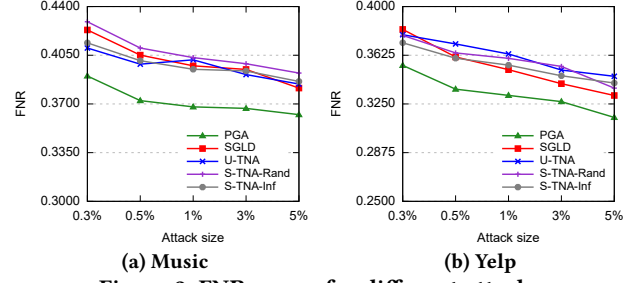 0.4400
0.4050
0.3700
0.3350
0.3000
FNR
0.3% 0.5% 1% 3% 5%
Attack size
PGA
SGLD
U-TNA
S-TNA-Rand
S-TNA-Inf
(a) Music
0.4000
0.3625
0.3250
0.2875
0.2500
FNR
0.3% 0.5% 1% 3% 5%
Attack size
PGA
SGLD
U-TNA
S-TNA-Rand
S-TNA-Inf
(b) Yelp